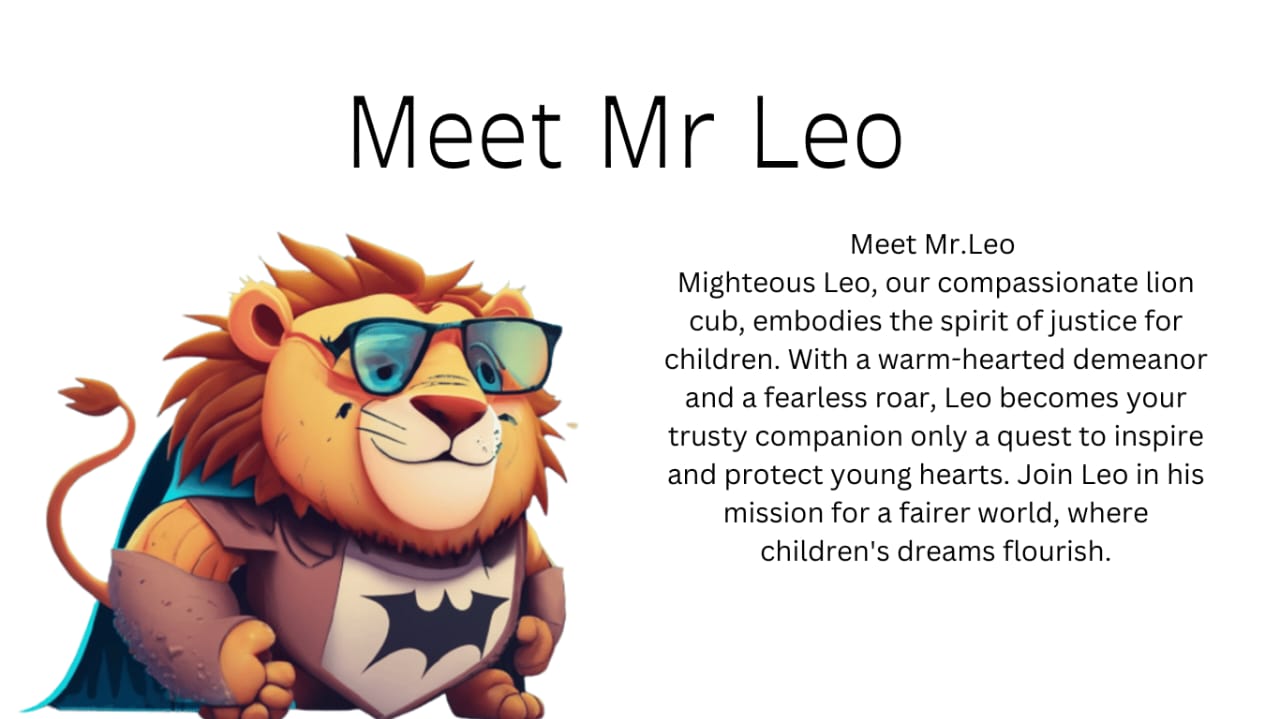 Meet Mr Leo
Meet Mr.Leo
Mighteous Leo, our compassionate lion
cub, embodies the spirit of justice for
children. With a warm-hearted demeanor
and a fearless roar, Leo becomes your
trusty companion only a quest to inspire
and protect young hearts. Join Leo in his
mission for a fairer world, where
children's dreams flourish.